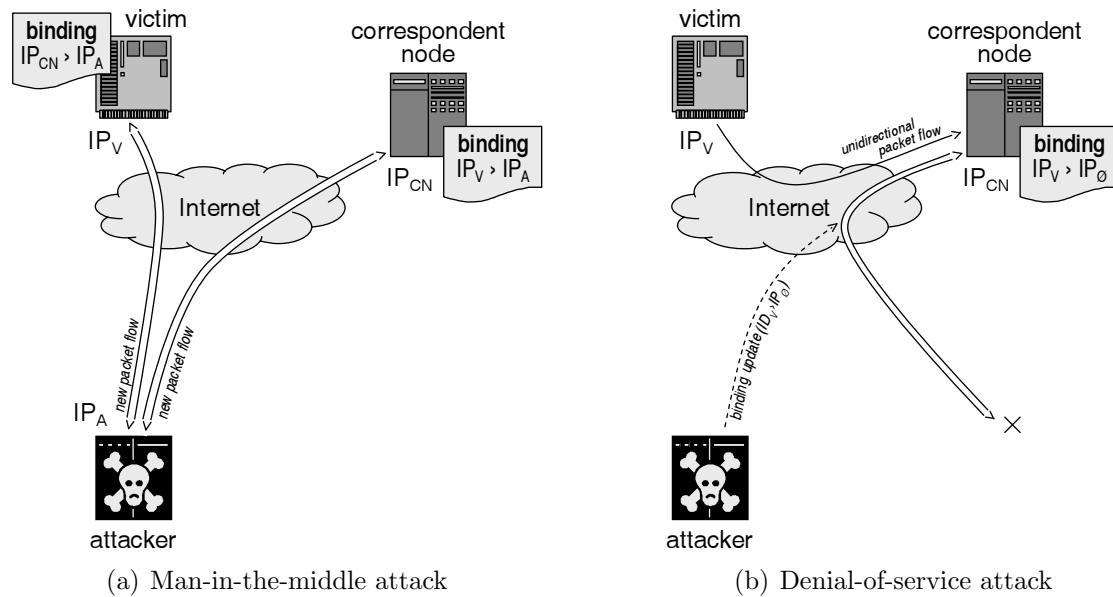 victim
binding
IP_CN › IP_A
IP_V
correspondent
node
binding
IP_V › IP_A
IP_CN
Internet
new packet flow
new packet flow
IP_A
attacker
(a) Man-in-the-middle attack
victim
IP_V
correspondent
node
unidirectional
packet flow
binding
IP_V › IP_Ø
IP_CN
Internet
binding update (ID_V›IP_Ø)
attacker
(b) Denial-of-service attack